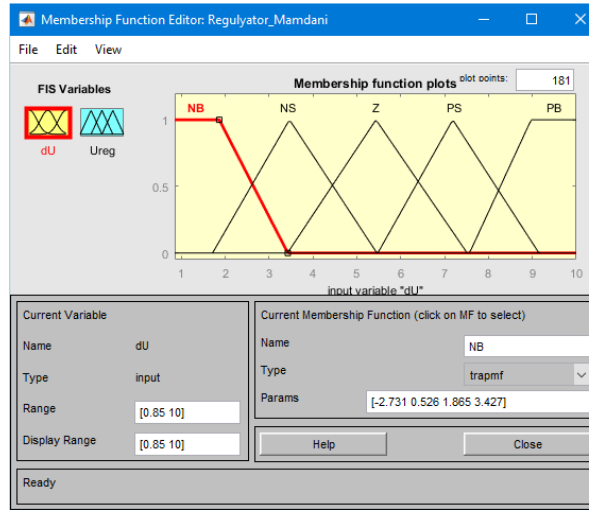 Membership Function Editor: Regulyator_Mamdani
File Edit View
FIS Variables
dU Ureg
Membership function plots plot points: 181
NB NS Z PS PB
1
0.5
0
1 2 3 4 5 6 7 8 9 10
input variable "dU"
Current Variable
Name dU
Type input
Range [0.85 10]
Display Range [0.85 10]
Current Membership Function (click on MF to select)
Name NB
Type trapmf
Params [-2.731 0.526 1.865 3.427]
Help Close
Ready